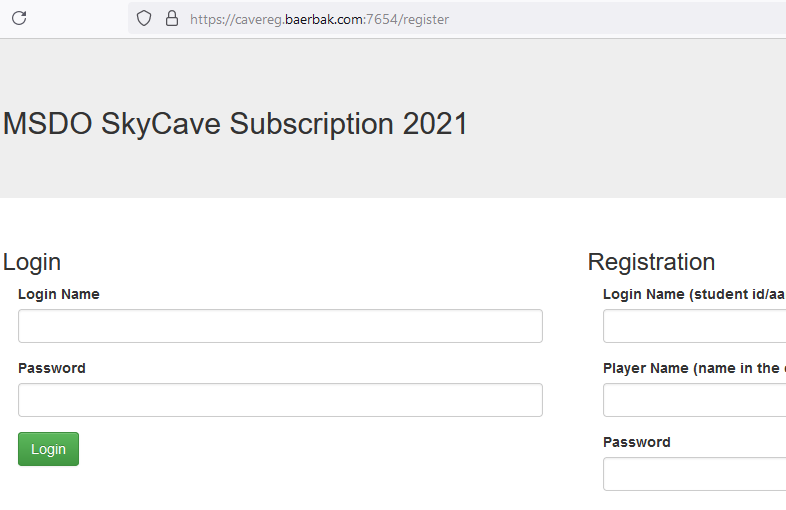 https://cavereg.baerbak.com:7654/register
MSDO SkyCave Subscription 2021
Login
Login Name
Password
Login
Registration
Login Name (student id/aa
Player Name (name in the
Password